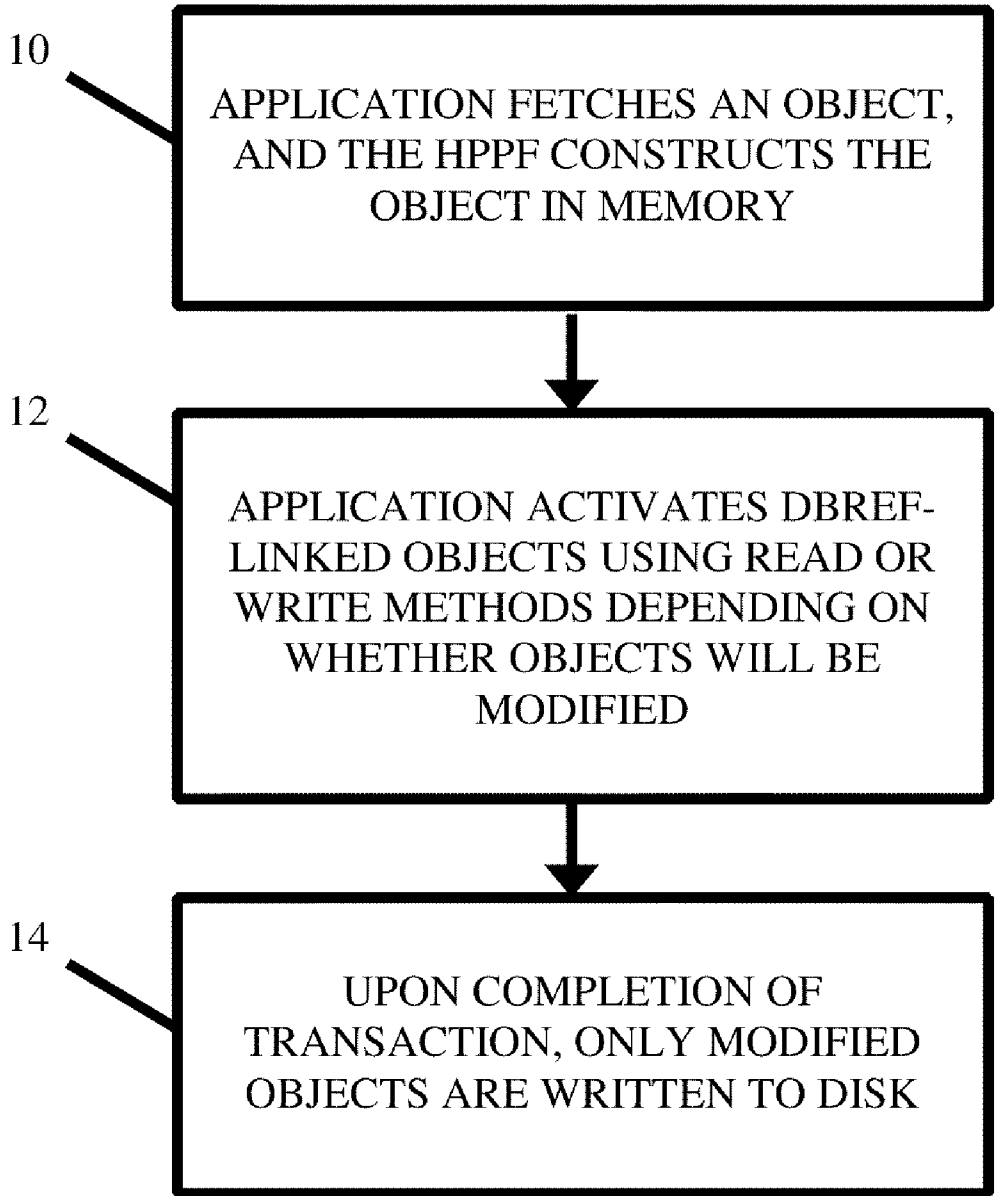 10
APPLICATION FETCHES AN OBJECT,
AND THE HPPF CONSTRUCTS THE
OBJECT IN MEMORY
12
APPLICATION ACTIVATES DBREF-
LINKED OBJECTS USING READ OR
WRITE METHODS DEPENDING ON
WHETHER OBJECTS WILL BE
MODIFIED
14
UPON COMPLETION OF
TRANSACTION, ONLY MODIFIED
OBJECTS ARE WRITTEN TO DISK